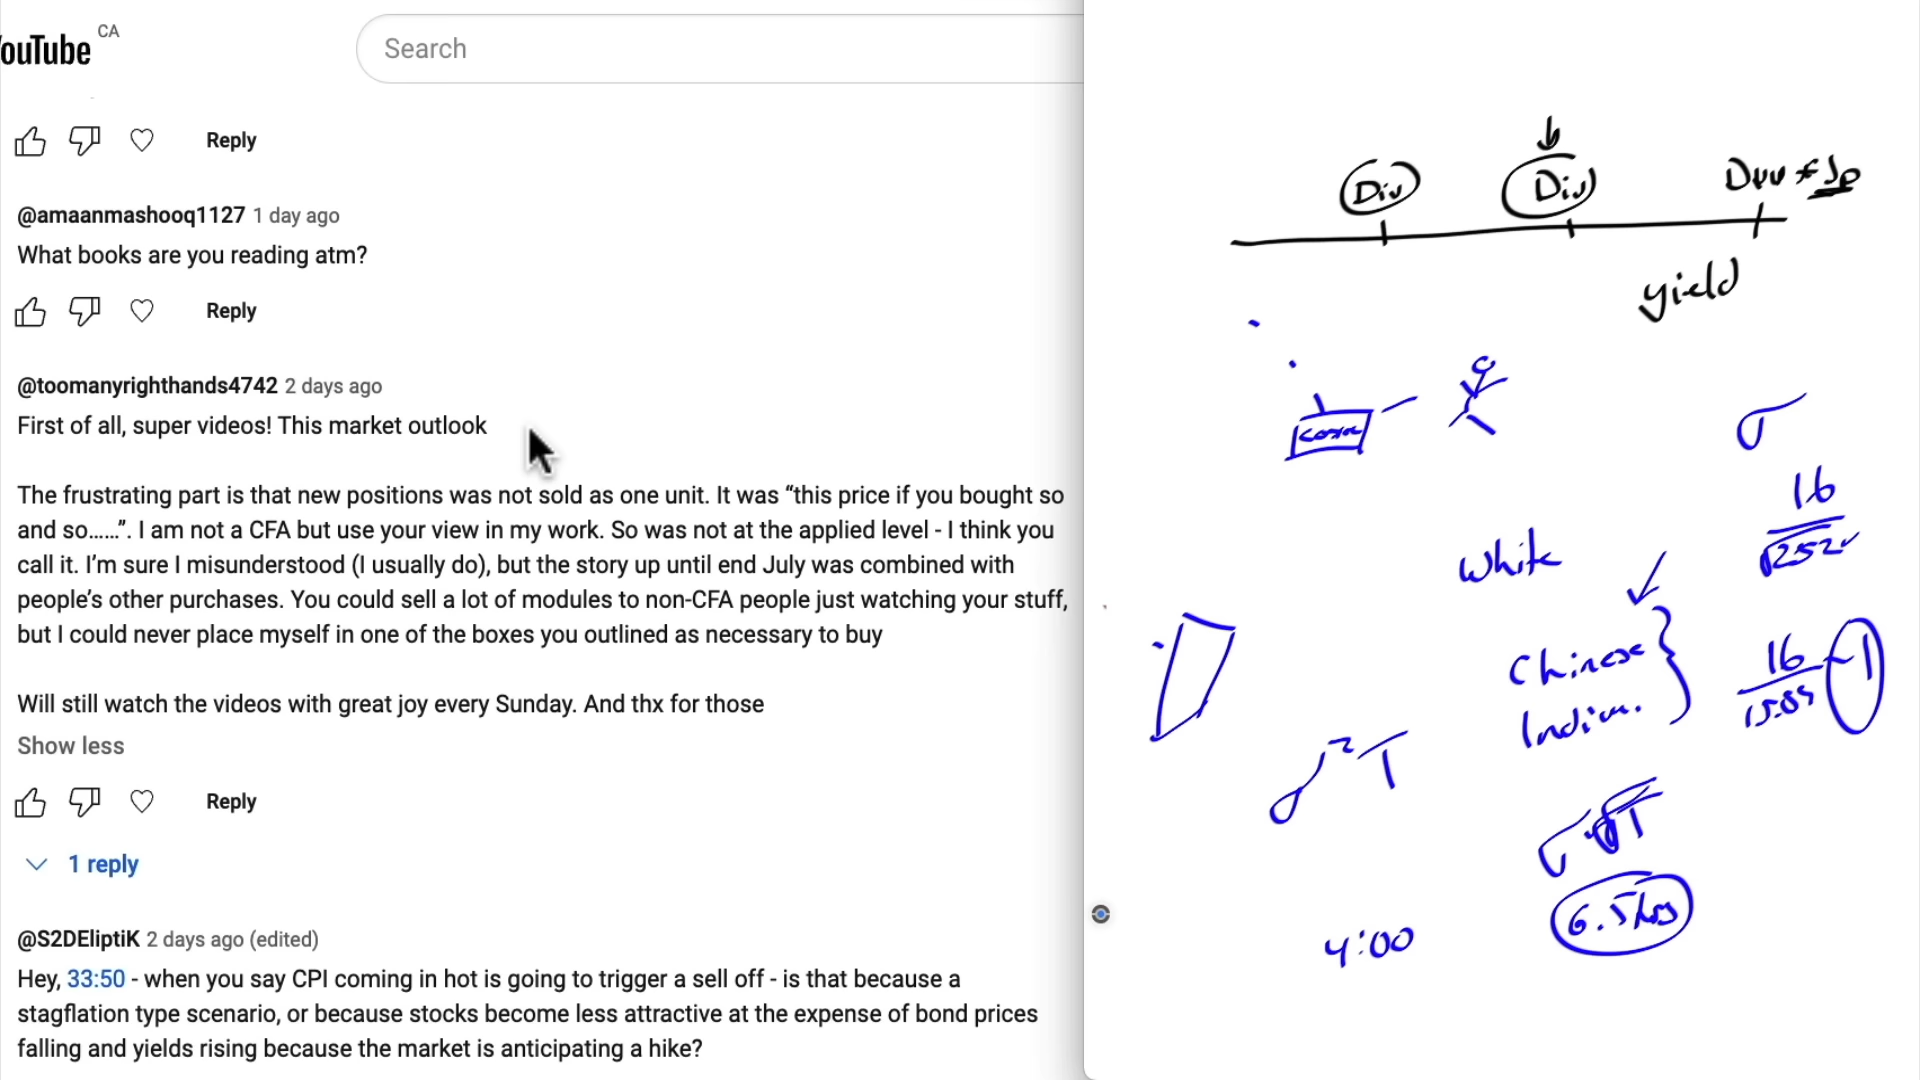 ouTube CA
Search
Reply
@amaanmashooq1127 1 day ago
What books are you reading atm?
Reply
@toomanyrighthands4742 2 days ago
First of all, super videos! This market outlook
The frustrating part is that new positions was not sold as one unit. It was “this price if you bought so
and so......”. I am not a CFA but use your view in my work. So was not at the applied level - I think you
call it. I’m sure I misunderstood (I usually do), but the story up until end July was combined with
people’s other purchases. You could sell a lot of modules to non-CFA people just watching your stuff,
but I could never place myself in one of the boxes you outlined as necessary to buy
Will still watch the videos with great joy every Sunday. And thx for those
Show less
Reply
1 reply
@S2DEliptiK 2 days ago (edited)
Hey, 33:50 - when you say CPI coming in hot is going to trigger a sell off - is that because a
stagflation type scenario, or because stocks become less attractive at the expense of bond prices
falling and yields rising because the market is anticipating a hike?
Div Div
yield
σ
16
√252
White
Chinese
16
σ²T
σ√T
6.5hrs
4:00